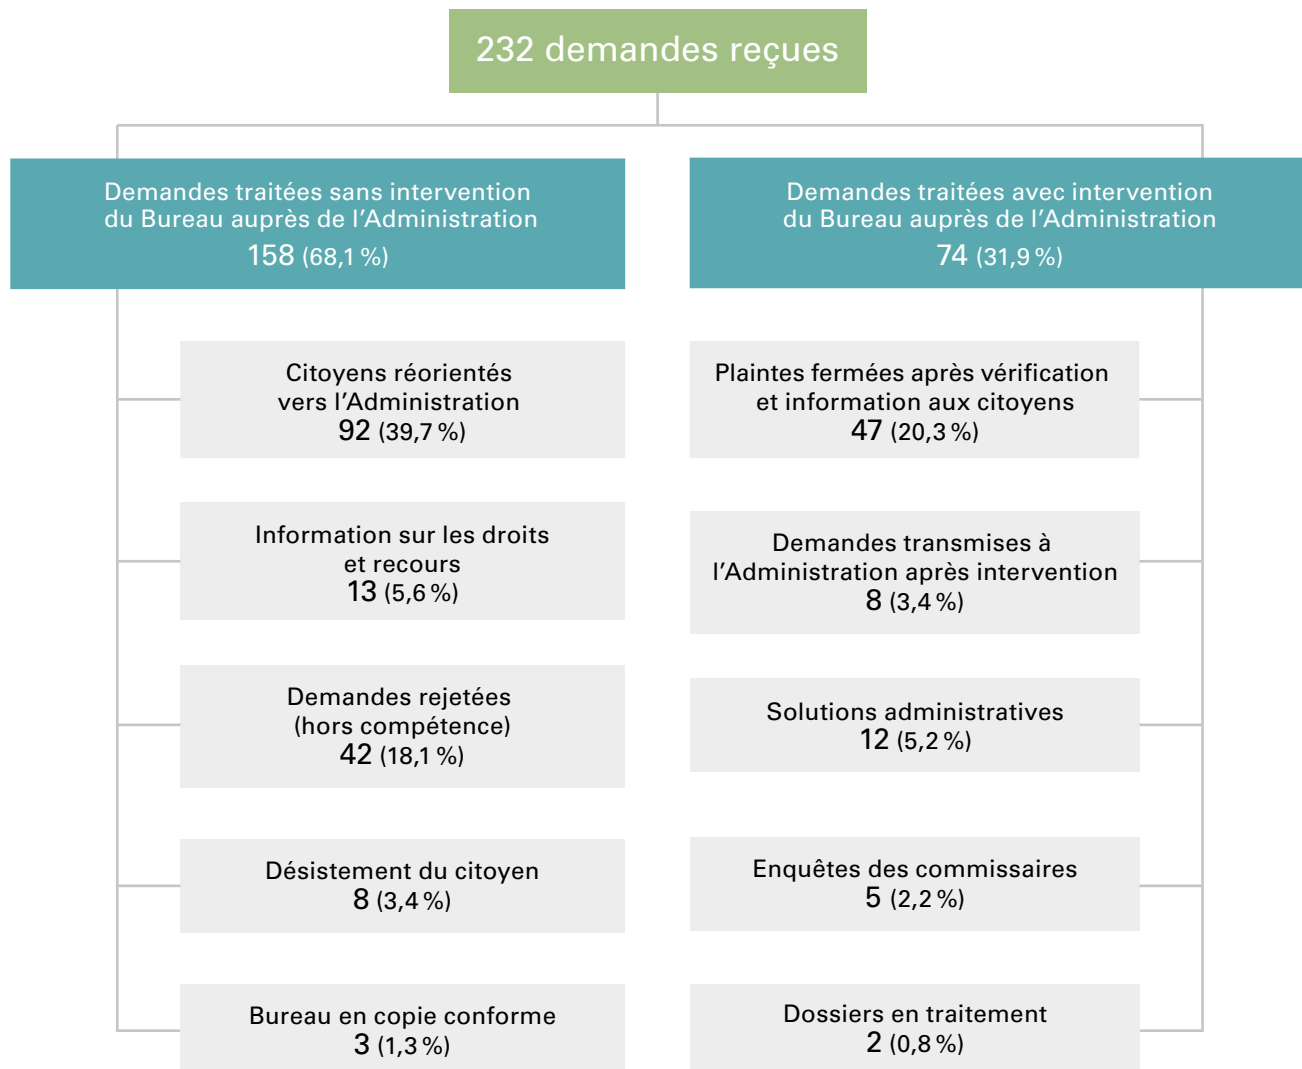 232 demandes reçues
Demandes traitées sans intervention
du Bureau auprès de l’Administration
158 (68,1 %)
Citoyens réorientés
vers l’Administration
92 (39,7 %)
Information sur les droits
et recours
13 (5,6 %)
Demandes rejetées
(hors compétence)
42 (18,1 %)
Désistement du citoyen
8 (3,4 %)
Bureau en copie conforme
3 (1,3 %)
Demandes traitées avec intervention
du Bureau auprès de l’Administration
74 (31,9 %)
Plaintes fermées après vérification
et information aux citoyens
47 (20,3 %)
Demandes transmises à
l’Administration après intervention
8 (3,4 %)
Solutions administratives
12 (5,2 %)
Enquêtes des commissaires
5 (2,2 %)
Dossiers en traitement
2 (0,8 %)